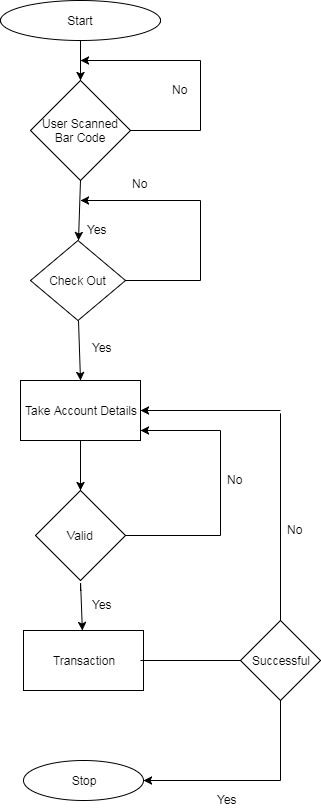 Start
No
User Scanned
Bar Code
No
Yes
Check Out
Yes
Take Account Details
No
No
Valid
Yes
Transaction
Successful
Stop
Yes